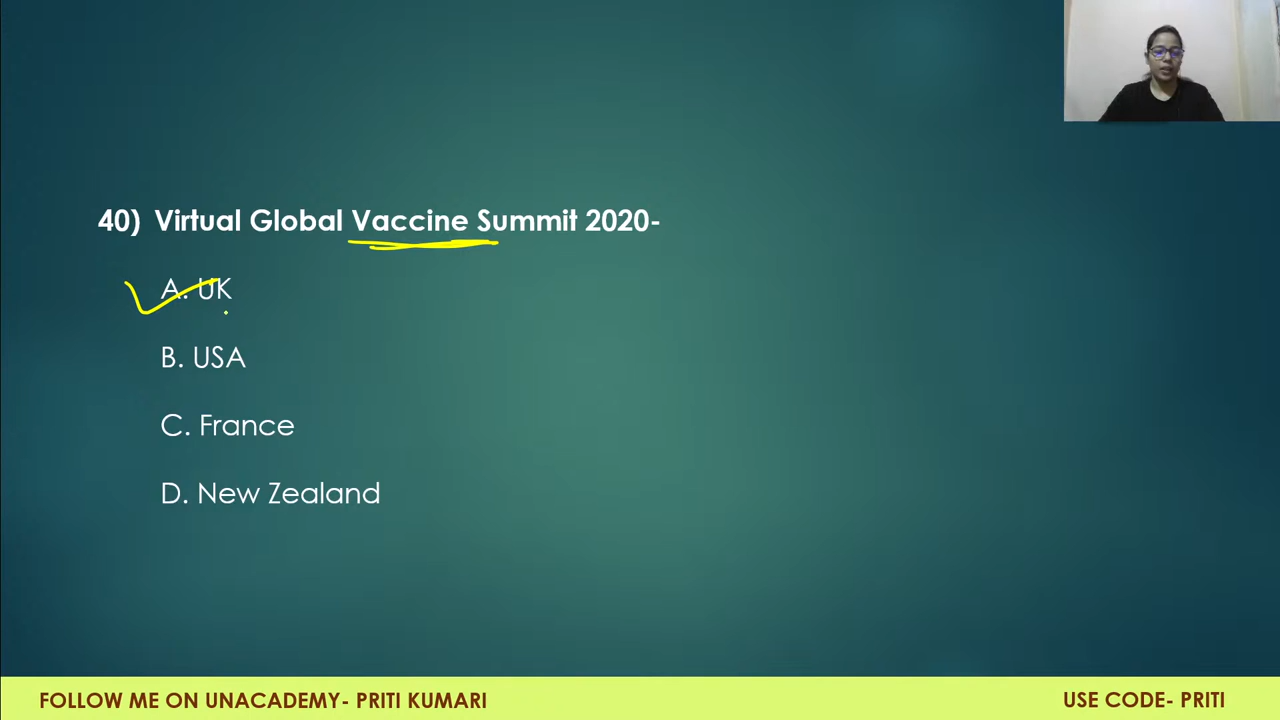 40) Virtual Global Vaccine Summit 2020-
A. UK
B. USA
C. France
D. New Zealand
FOLLOW ME ON UNACADEMY- PRITI KUMARI
USE CODE- PRITI